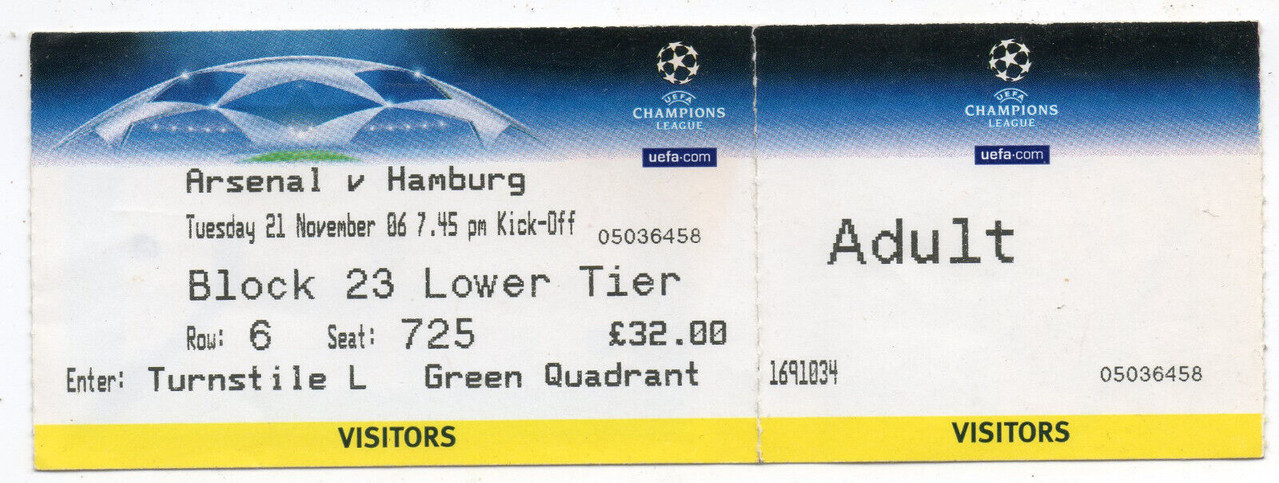 UEFA
CHAMPIONS
LEAGUE
uefa.com
Arsenal v Hamburg
Tuesday 21 November 06 7.45 pm Kick-Off 05036458
Block 23 Lower Tier
Row: 6 Seat: 725 £32.00
Enter: Turnstile L Green Quadrant
VISITORS
UEFA
CHAMPIONS
LEAGUE
uefa.com
Adult
1691034 05036458
VISITORS